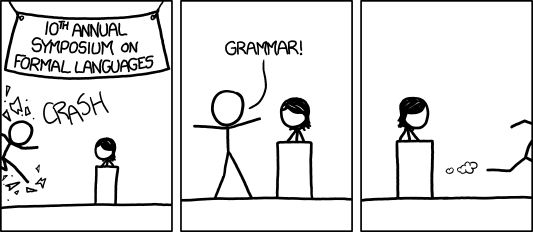 10TH ANNUAL
SYMPOSIUM ON
FORMAL LANGUAGES
CRASH
GRAMMAR!